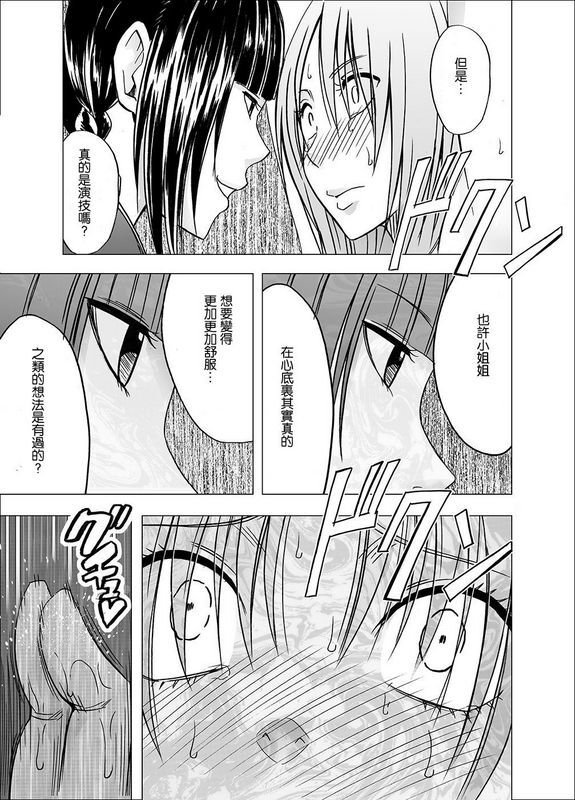 但是…
真的是演技嗎？
ドクン
也許小姐姐
在心底裏其實真的
想要變得
更加更加舒服…
之類的想法是有過的？
ドクン
グチュ♡